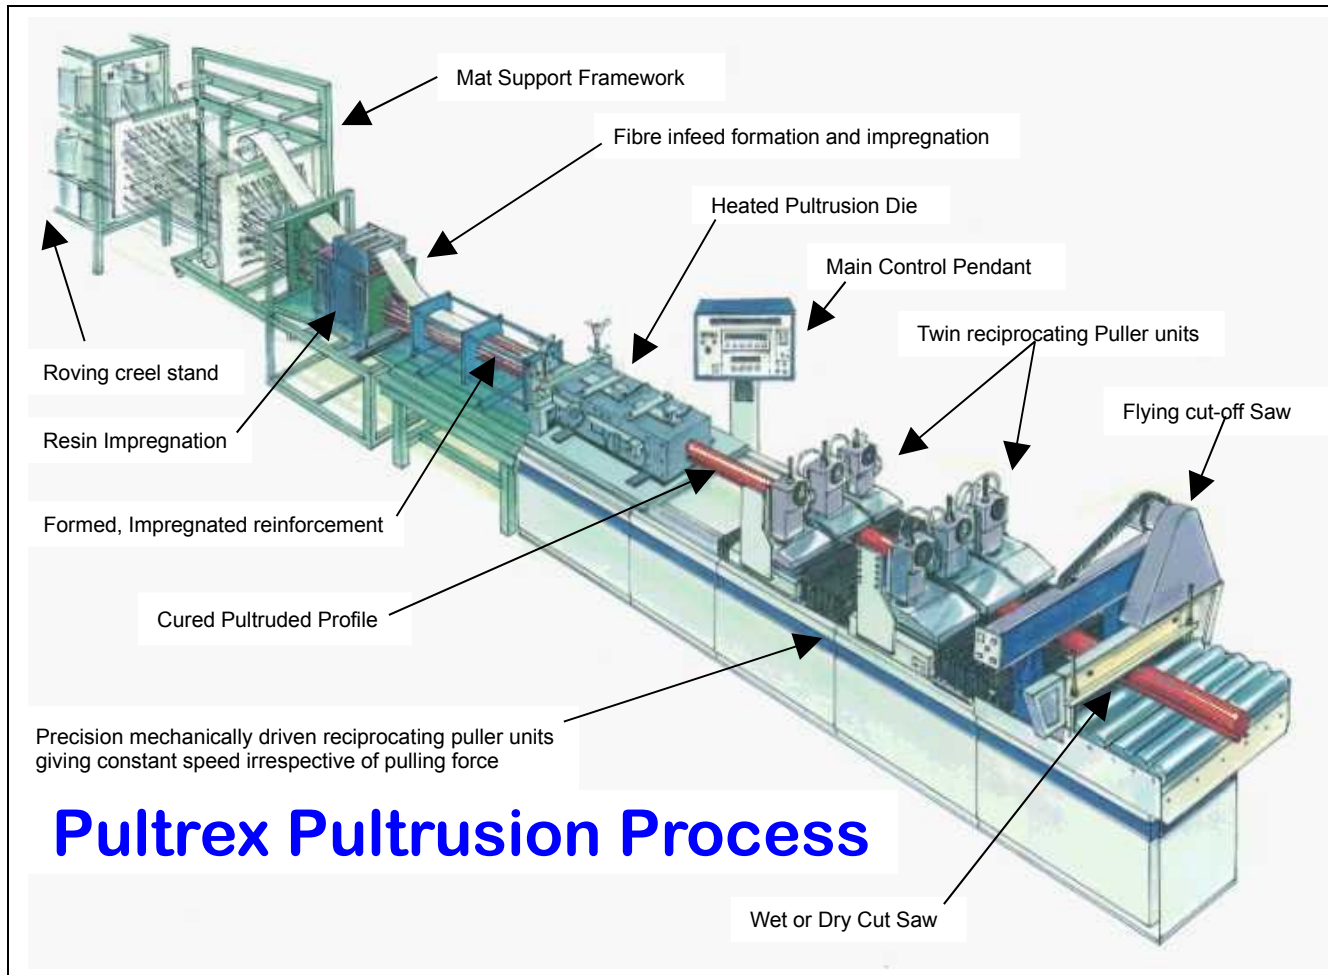 Mat Support Framework
Fibre infeed formation and impregnation
Heated Pultrusion Die
Main Control Pendant
Twin reciprocating Puller units
Roving creel stand
Flying cut-off Saw
Resin Impregnation
Formed, Impregnated reinforcement
Cured Pultruded Profile
Precision mechanically driven reciprocating puller units
giving constant speed irrespective of pulling force
Pultrex Pultrusion Process
Wet or Dry Cut Saw